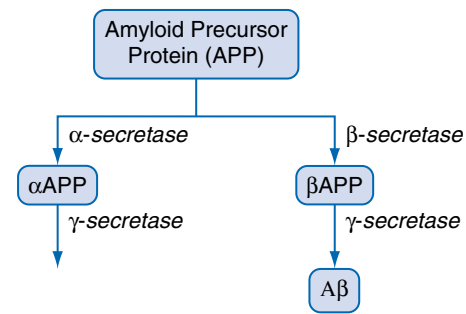 Amyloid Precursor
Protein (APP)
α-secretase
β-secretase
αAPP
βAPP
γ-secretase
γ-secretase
Aβ